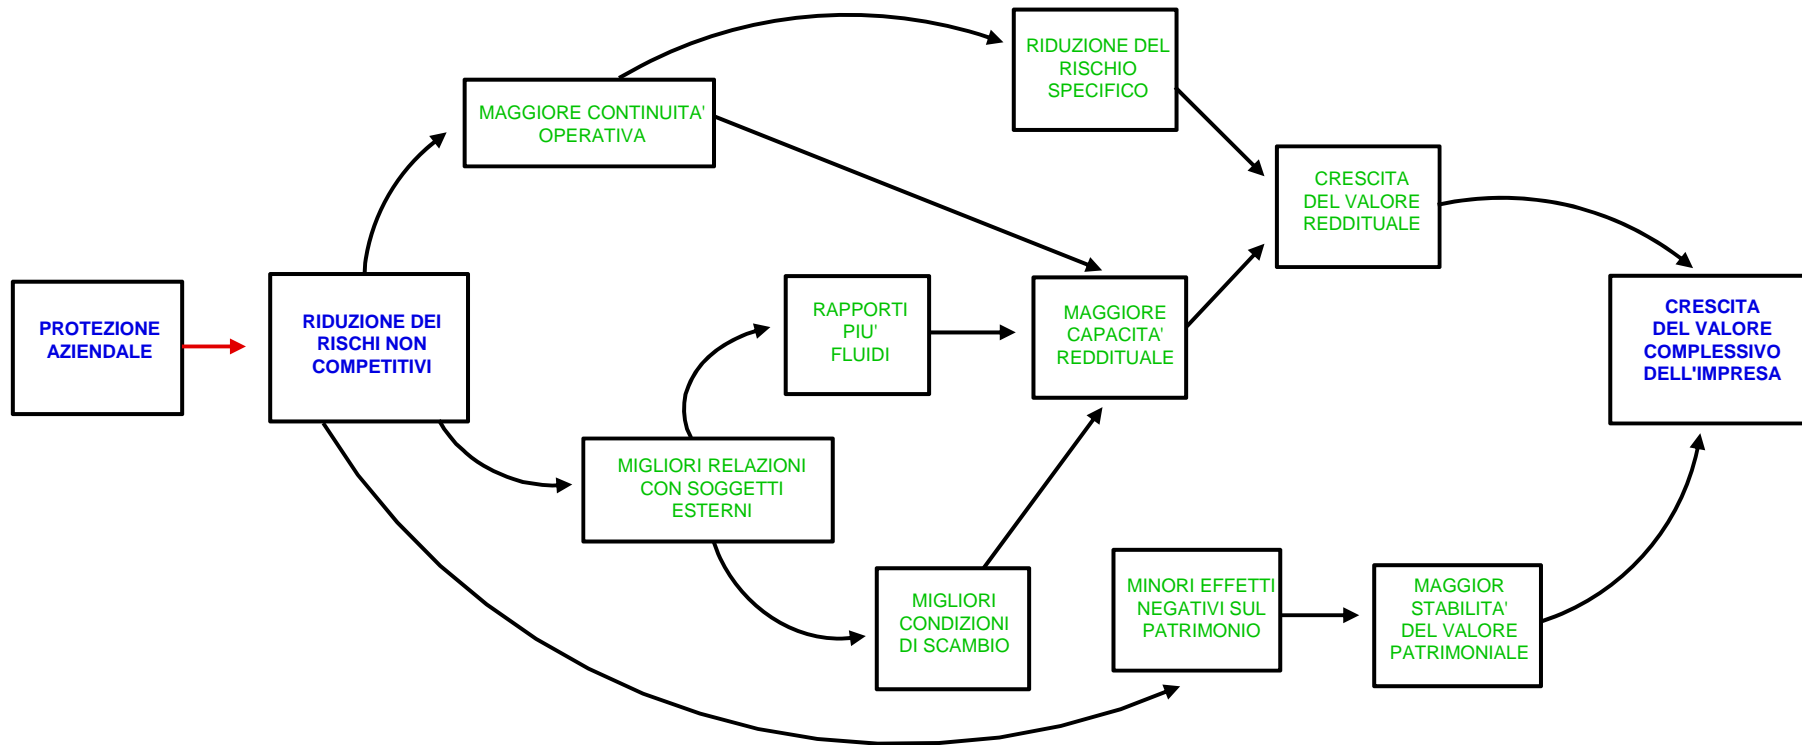 RIDUZIONE DEL
RISCHIO
SPECIFICO
MAGGIORE CONTINUITA'
OPERATIVA
CRESCITA
DEL VALORE
REDDITUALE
PROTEZIONE
AZIENDALE
RIDUZIONE DEI
RISCHI NON
COMPETITIVI
RAPPORTI
PIU'
FLUIDI
MAGGIORE
CAPACITA'
REDDITUALE
CRESCITA
DEL VALORE
COMPLESSIVO
DELL'IMPRESA
MIGLIORI RELAZIONI
CON SOGGETTI
ESTERNI
MIGLIORI
CONDIZIONI
DI SCAMBIO
MINORI EFFETTI
NEGATIVI SUL
PATRIMONIO
MAGGIOR
STABILITA'
DEL VALORE
PATRIMONIALE